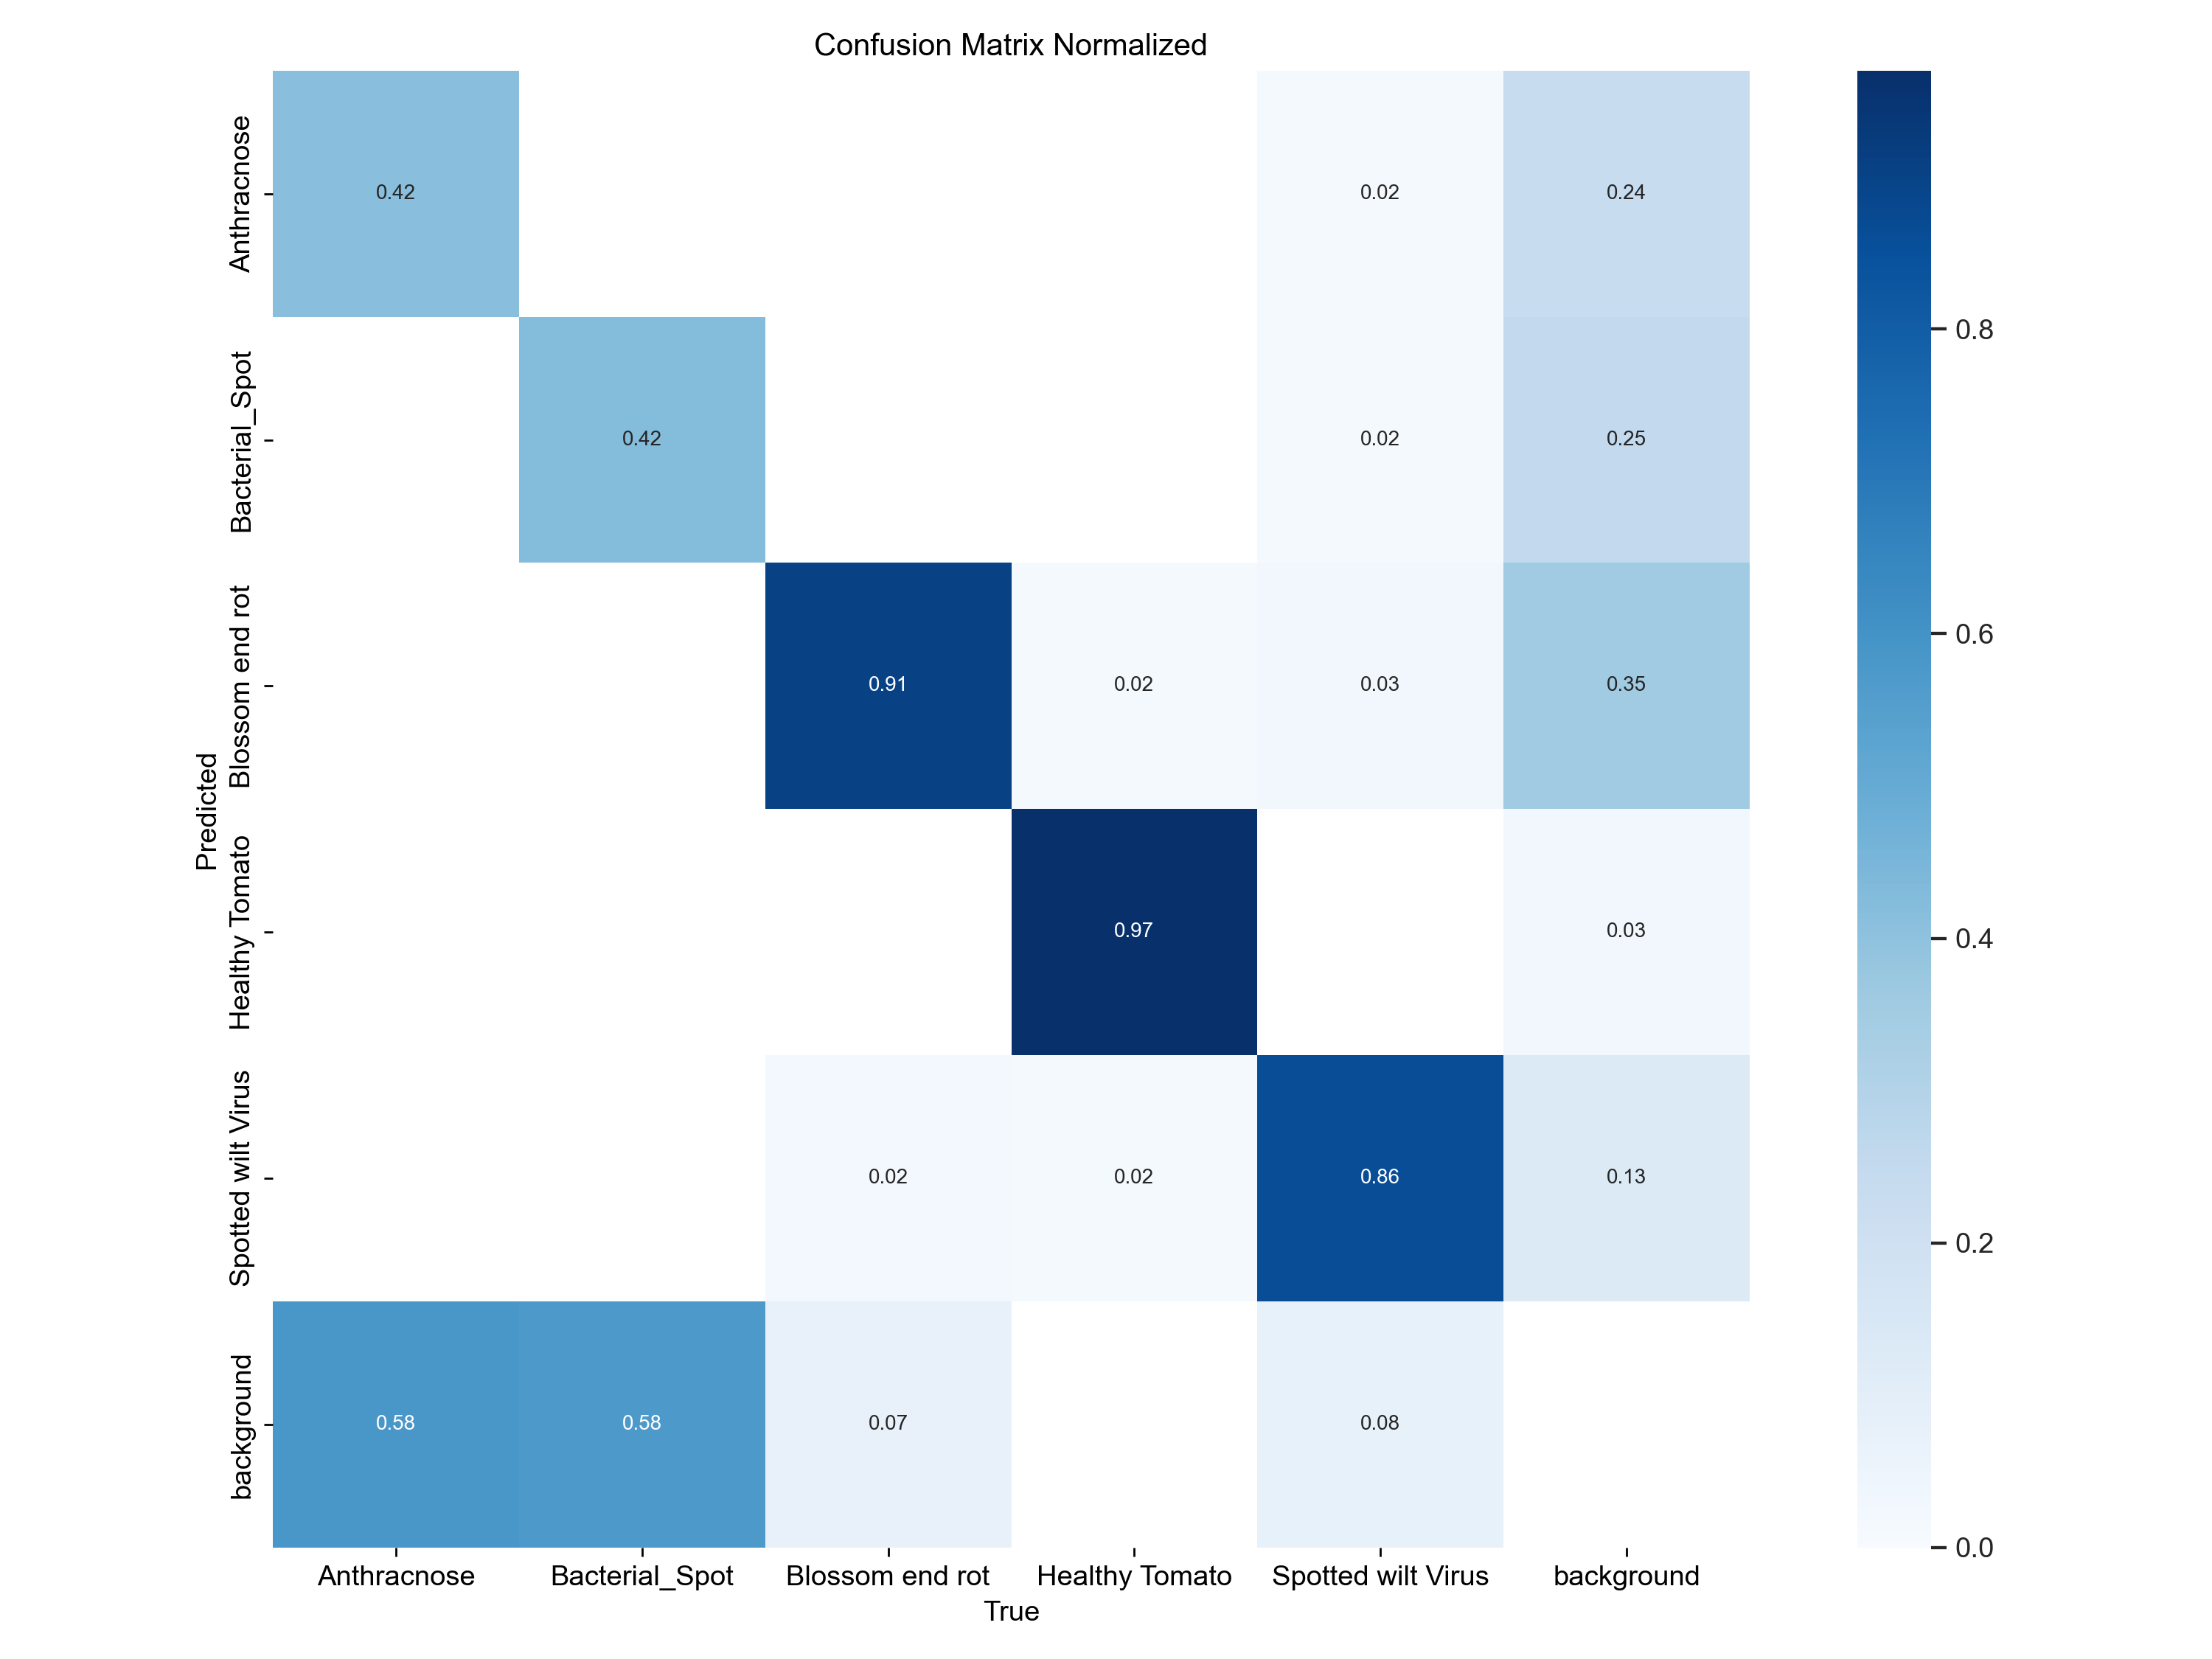 Confusion Matrix Normalized
Predicted
Anthracnose
0.42
0.02
0.24
Bacterial_Spot
0.42
0.02
0.25
Blossom end rot
0.91
0.02
0.03
0.35
Healthy Tomato
0.97
0.03
Spotted wilt Virus
0.02
0.02
0.86
0.13
background
0.58
0.58
0.07
0.08
Anthracnose
Bacterial_Spot
Blossom end rot
Healthy Tomato
Spotted wilt Virus
background
True
0.8
0.6
0.4
0.2
0.0